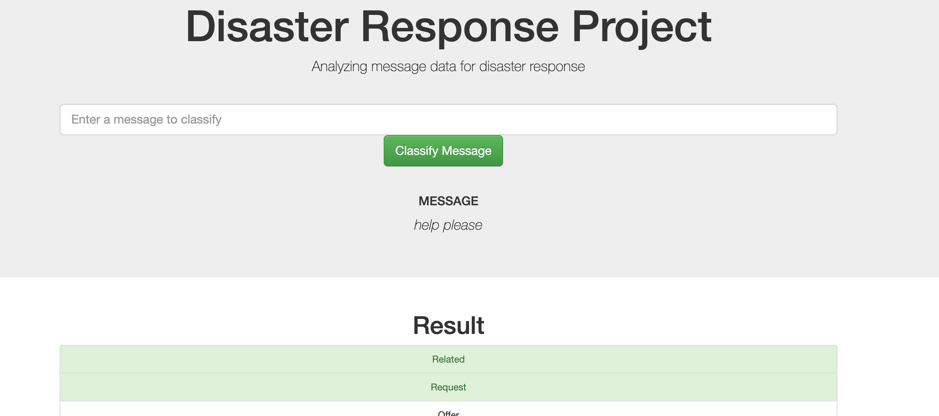 Disaster Response Project
Analyzing message data for disaster response
Enter a message to classify
Classify Message
MESSAGE
help please
Result
Related
Request
Offer